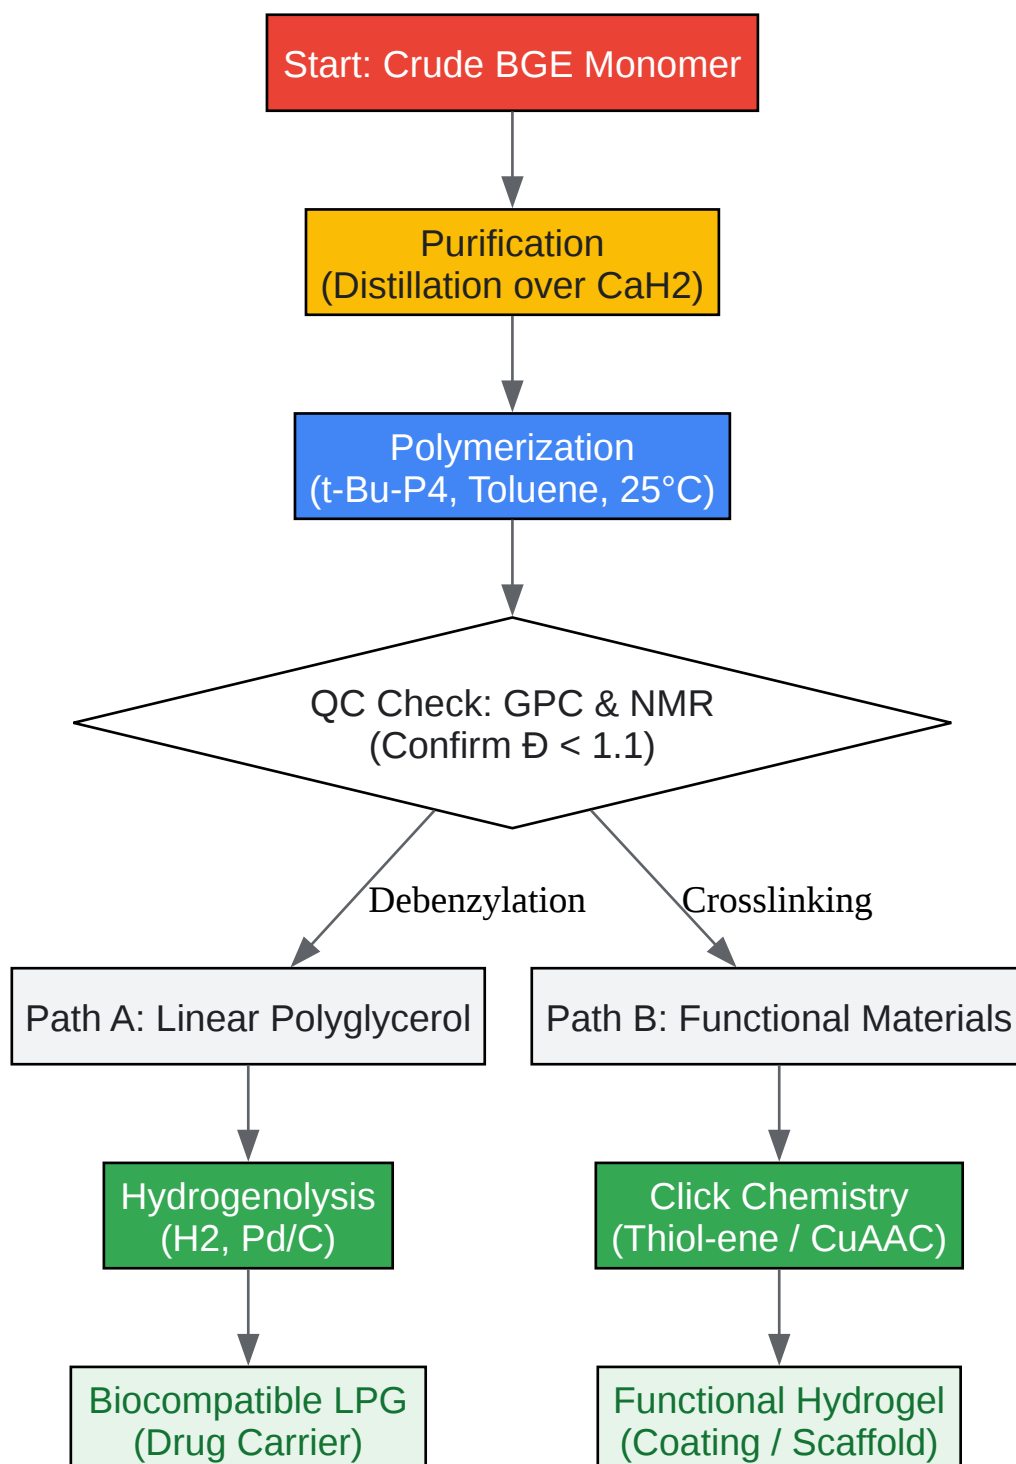 Start: Crude BGE Monomer
Purification
(Distillation over CaH2)
Polymerization
(t-Bu-P4, Toluene, 25°C)
QC Check: GPC & NMR
(Confirm Đ < 1.1)
Debenzylation
Crosslinking
Path A: Linear Polyglycerol
Path B: Functional Materials
Hydrogenolysis
(H2, Pd/C)
Click Chemistry
(Thiol-ene / CuAAC)
Biocompatible LPG
(Drug Carrier)
Functional Hydrogel
(Coating / Scaffold)